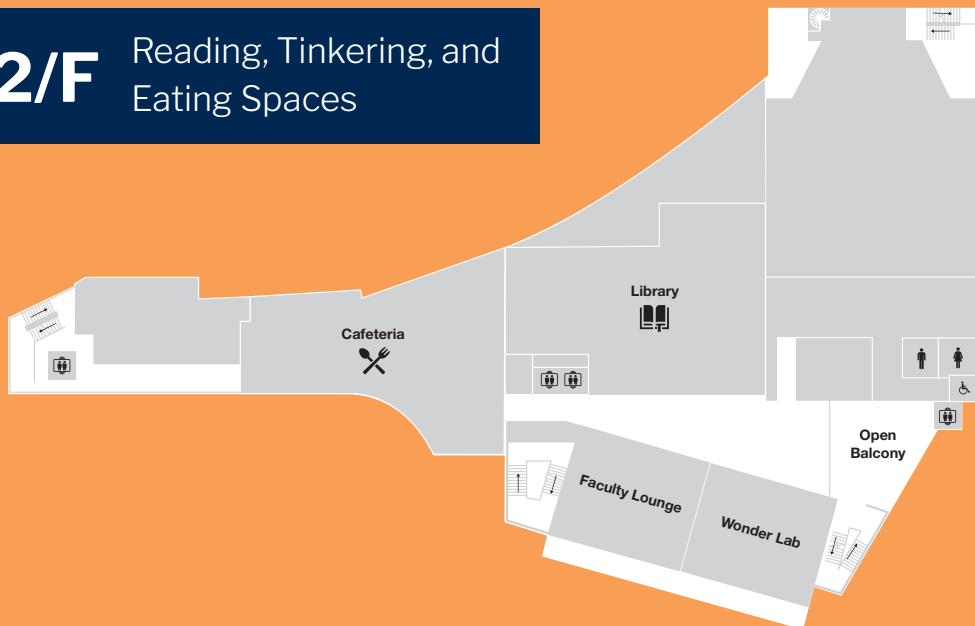 2/F
Reading, Tinkering, and
Eating Spaces
Library
Cafeteria
Open
Balcony
Faculty Lounge
Wonder Lab